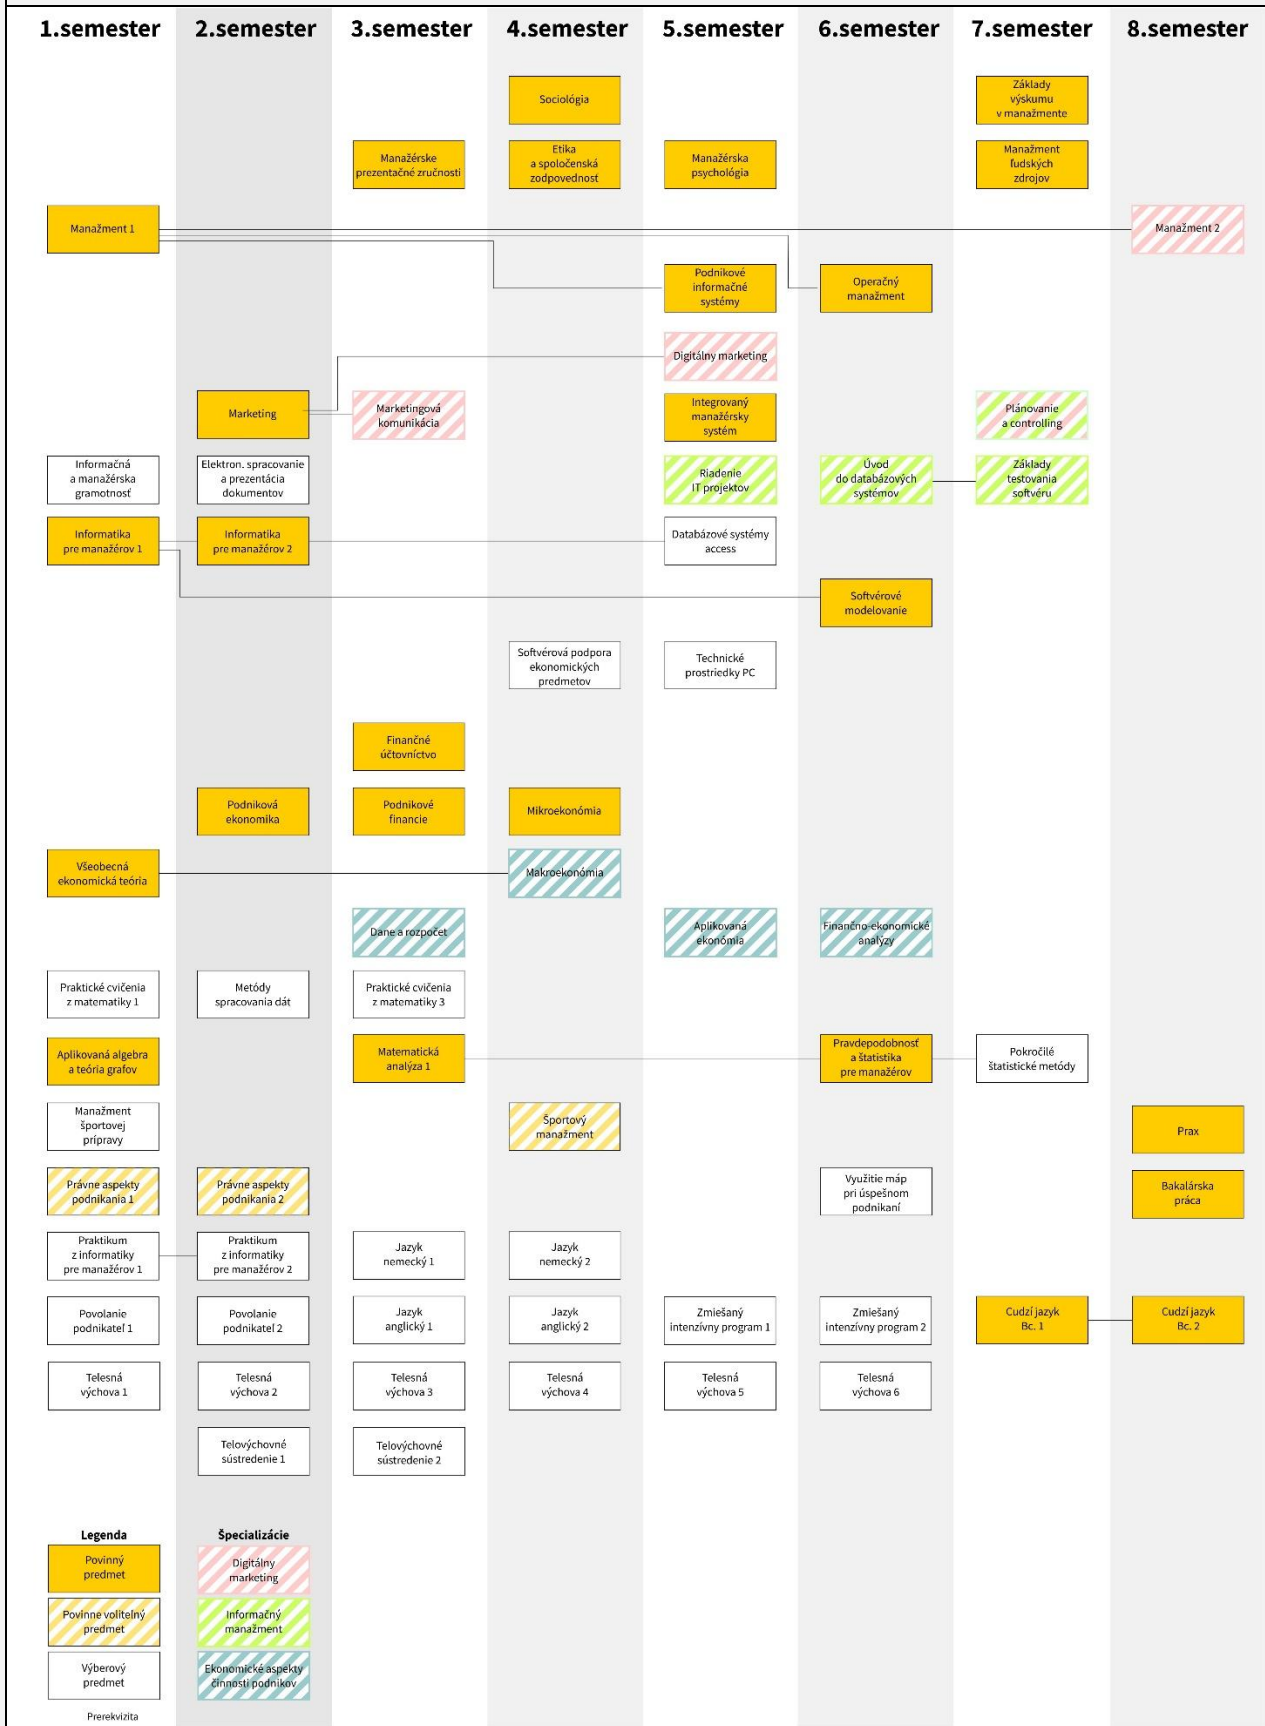 1.semester 2.semester 3.semester 4.semester 5.semester 6.semester 7.semester 8.semester
Sociológia
Základy
výskumu
v manažmente
Manažérske
prezentačné zručnosti
Etika
a spoločenská
zodpovednosť
Manažérska
psychológia
Manažment
ľudských
zdrojov
Manažment 1
Manažment 2
Podnikové
informačné
systémy
Operačný
manažment
Digitálny marketing
Marketing
Marketingová
komunikácia
Integrovaný
manažérsky
systém
Plánovanie
a controlling
Informačná
a manažérska
gramotnosť
Elektron. spracovanie
a prezentácia
dokumentov
Riadenie
IT projektov
Úvod
do databázových
systémov
Základy
testovania
softvéru
Informatika
pre manažérov 1
Informatika
pre manažérov 2
Databázové systémy
access
Softvérové
modelovanie
Softvérová podpora
ekonomických
predmetov
Technické
prostriedky PC
Finančné
účtovníctvo
Podniková
ekonomika
Podnikové
financie
Mikroekonómia
Všeobecná
ekonomická teória
Makroekonómia
Dane a rozpočet
Aplikovaná
ekonómia
Finančno-ekonomické
analýzy
Praktické cvičenia
z matematiky 1
Metódy
spracovania dát
Praktické cvičenia
z matematiky 3
Aplikovaná algebra
a teória grafov
Matematická
analýza 1
Pravdepodobnosť
a štatistika
pre manažérov
Pokročilé
štatistické metódy
Manažment
športovej
prípravy
Športový
manažment
Prax
Právne aspekty
podnikania 1
Právne aspekty
podnikania 2
Využitie máp
pri úspešnom
podnikaní
Bakalárska
práca
Praktikum
z informatiky
pre manažérov 1
Praktikum
z informatiky
pre manažérov 2
Jazyk
nemecký 1
Jazyk
nemecký 2
Povolanie
podnikateľ 1
Povolanie
podnikateľ 2
Jazyk
anglický 1
Jazyk
anglický 2
Zmiešaný
intenzívny program 1
Zmiešaný
intenzívny program 2
Cudzí jazyk
Bc. 1
Cudzí jazyk
Bc. 2
Telesná
výchova 1
Telesná
výchova 2
Telesná
výchova 3
Telesná
výchova 4
Telesná
výchova 5
Telesná
výchova 6
Telovýchovné
sústredenie 1
Telovýchovné
sústredenie 2
Legenda
Povinný
predmet
Povinne voliteľný
predmet
Výberový
predmet
Prerekvizita
Špecializácie
Digitálny
marketing
Informačný
manažment
Ekonomické aspekty
činnosti podnikov